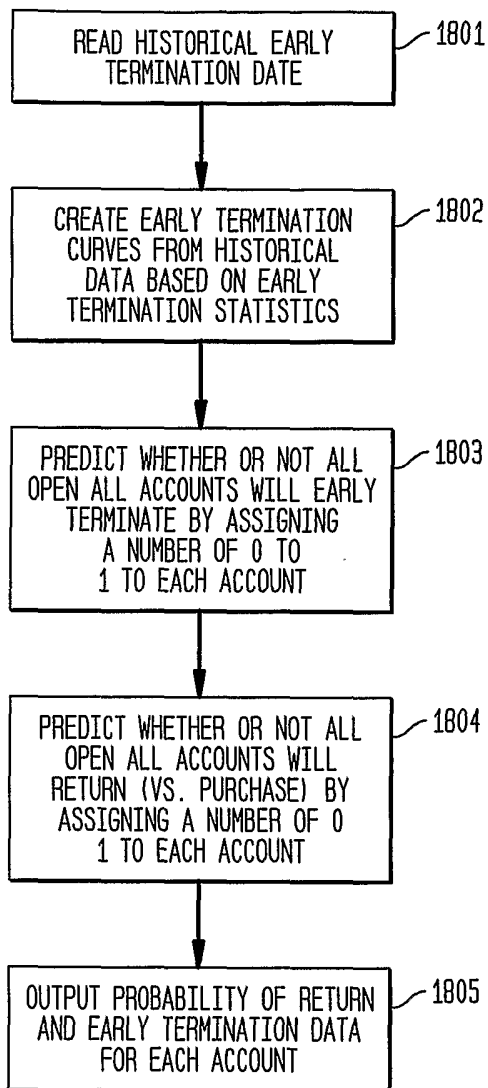 READ HISTORICAL EARLY
TERMINATION DATE
1801
CREATE EARLY TERMINATION
CURVES FROM HISTORICAL
DATA BASED ON EARLY
TERMINATION STATISTICS
1802
PREDICT WHETHER OR NOT ALL
OPEN ALL ACCOUNTS WILL EARLY
TERMINATE BY ASSIGNING
A NUMBER OF 0 TO
1 TO EACH ACCOUNT
1803
PREDICT WHETHER OR NOT ALL
OPEN ALL ACCOUNTS WILL
RETURN (VS. PURCHASE) BY
ASSIGNING A NUMBER OF 0
1 TO EACH ACCOUNT
1804
OUTPUT PROBABILITY OF RETURN
AND EARLY TERMINATION DATA
FOR EACH ACCOUNT
1805